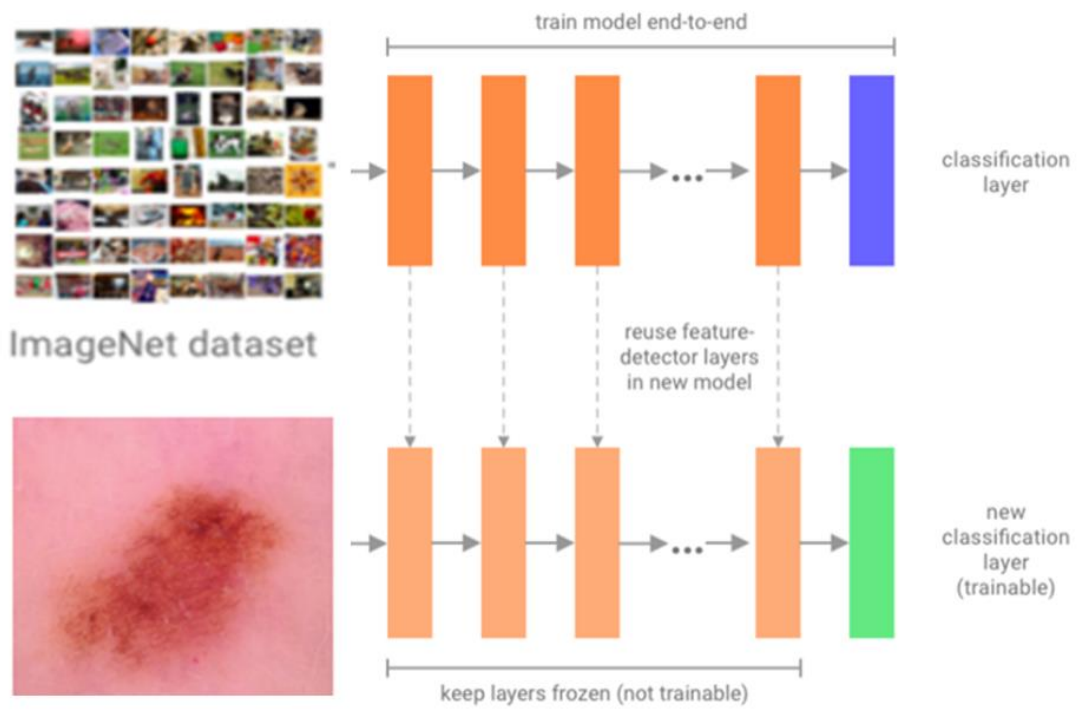 train model end-to-end
classification
layer
ImageNet dataset
reuse feature-
detector layers
in new model
new
classification
layer
(trainable)
keep layers frozen (not trainable)